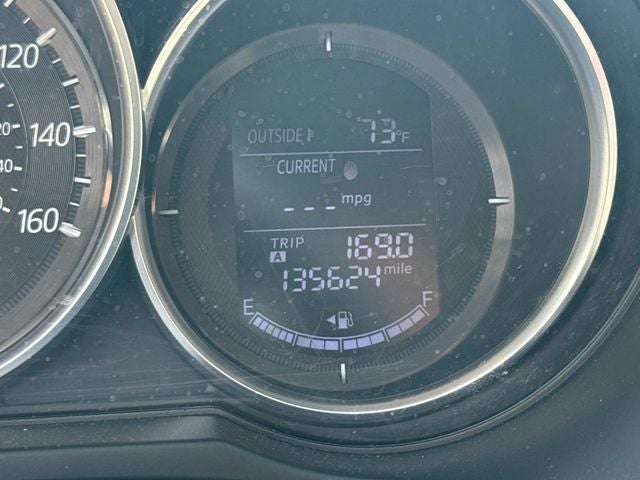 120
140
160
OUTSIDE 73°F
CURRENT
--- mpg
TRIP A 169.0
135624 mile
E F